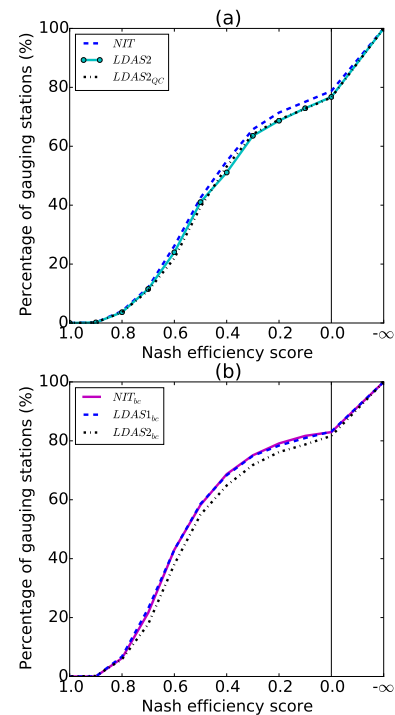 (a)
Percentage of gauging stations (%)
100
80
60
40
20
0
NIT
LDAS2
LDAS2QC
1.0 0.8 0.6 0.4 0.2 0.0 -∞
Nash efficiency score
(b)
Percentage of gauging stations (%)
100
80
60
40
20
0
NITbc
LDAS1bc
LDAS2bc
1.0 0.8 0.6 0.4 0.2 0.0 -∞
Nash efficiency score